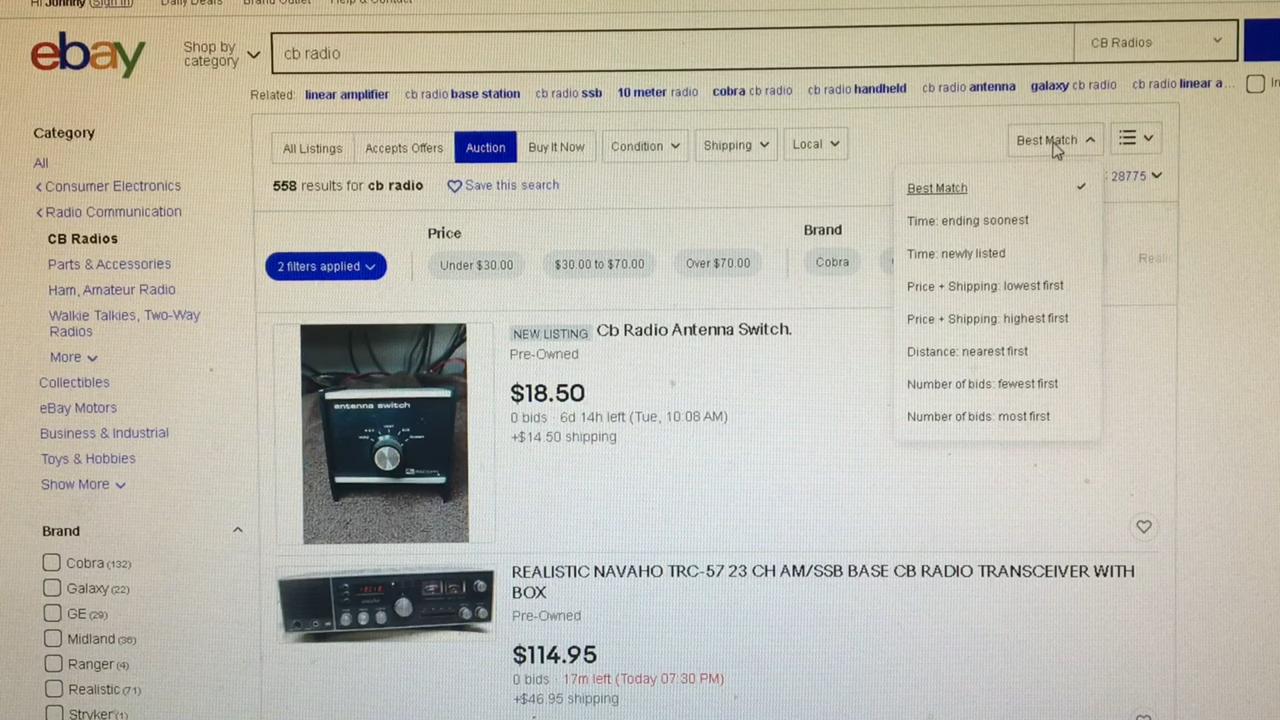 Hi Johnny (Sign in) Daily Deals Brand Outlet Help & Contact
ebay
Shop by
category
cb radio
CB Radios
Related: linear amplifier cb radio base station cb radio ssb 10 meter radio cobra cb radio cb radio handheld cb radio antenna galaxy cb radio cb radio linear a...
Category
All
Consumer Electronics
Radio Communication
CB Radios
Parts & Accessories
Ham, Amateur Radio
Walkie Talkies, Two-Way
Radios
More
Collectibles
eBay Motors
Business & Industrial
Toys & Hobbies
Show More
Brand
Cobra (132)
Galaxy (22)
GE (29)
Midland (36)
Ranger (4)
Realistic (71)
Stryker (1)
All Listings Accepts Offers Auction Buy It Now Condition Shipping Local
Best Match
558 results for cb radio Save this search
28775
Best Match
Time: ending soonest
Time: newly listed
Price + Shipping: lowest first
Price + Shipping: highest first
Distance: nearest first
Number of bids: fewest first
Number of bids: most first
2 filters applied
Price
Under $30.00 $30.00 to $70.00 Over $70.00
Brand
Cobra
antenna switch
NEW LISTING Cb Radio Antenna Switch.
Pre-Owned
$18.50
0 bids · 6d 14h left (Tue, 10:08 AM)
+$14.50 shipping
REALISTIC NAVAHO TRC-57 23 CH AM/SSB BASE CB RADIO TRANSCEIVER WITH
BOX
Pre-Owned
$114.95
0 bids · 17m left (Today 07:30 PM)
+$46.95 shipping